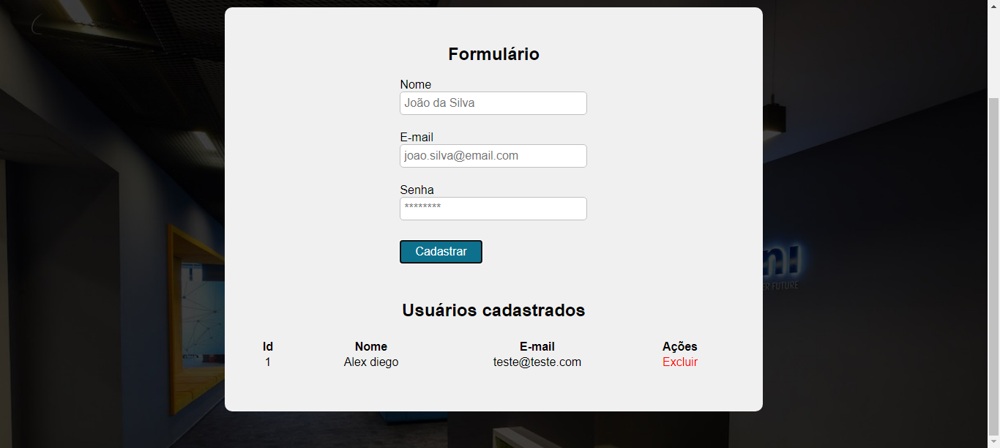 Formulário
Nome
João da Silva
E-mail
joao.silva@email.com
Senha
********
Cadastrar
Usuários cadastrados
Id Nome E-mail Ações
1 Alex diego teste@teste.com Excluir
ER FUTURE